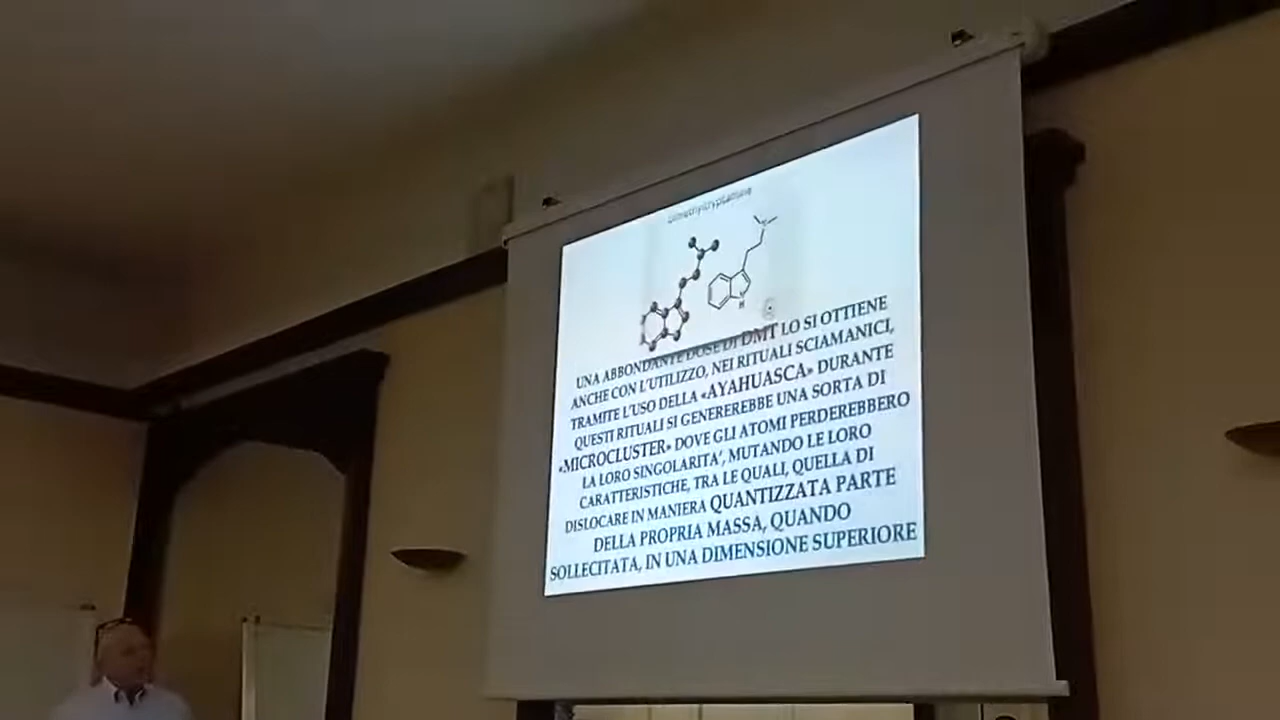 dimethyltryptamine
N
H
UNA ABBONDANTE DOSE DI DMT LO SI OTTIENE
ANCHE CON L'UTILIZZO, NEI RITUALI SCIAMANICI,
TRAMITE L'USO DELLA «AYAHUASCA» DURANTE
QUESTI RITUALI SI GENEREREBBE UNA SORTA DI
«MICROCLUSTER» DOVE GLI ATOMI PERDEREBBERO
LA LORO SINGOLARITA', MUTANDO LE LORO
CARATTERISTICHE, TRA LE QUALI, QUELLA DI
DISLOCARE IN MANIERA QUANTIZZATA PARTE
DELLA PROPRIA MASSA, QUANDO
SOLLECITATA, IN UNA DIMENSIONE SUPERIORE